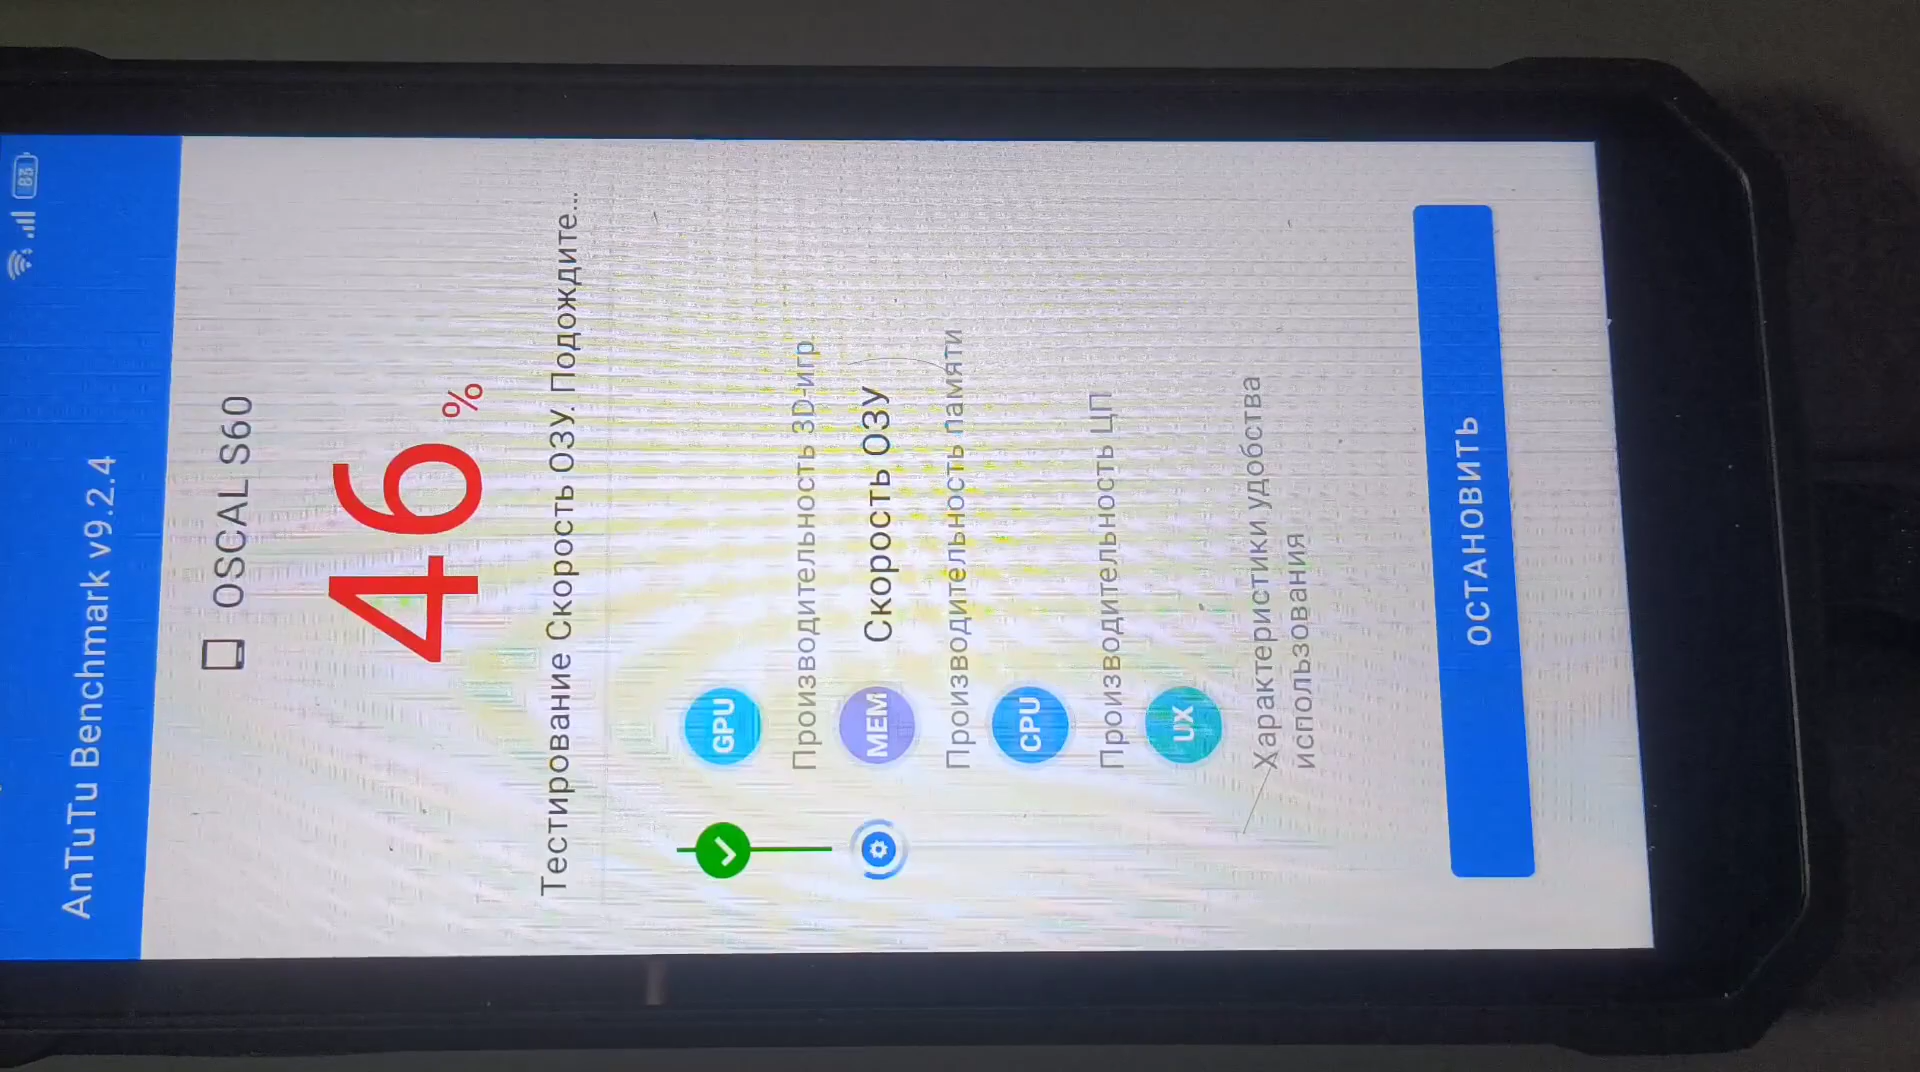 83
AnTuTu Benchmark v9.2.4
OSCAL S60
46%
Тестирование Скорость ОЗУ. Подождите...
GPU
Производительность 3D-игр
MEM Скорость ОЗУ
Производительность памяти
CPU
Производительность ЦП
UX
Характеристики удобства
использования
ОСТАНОВИТЬ